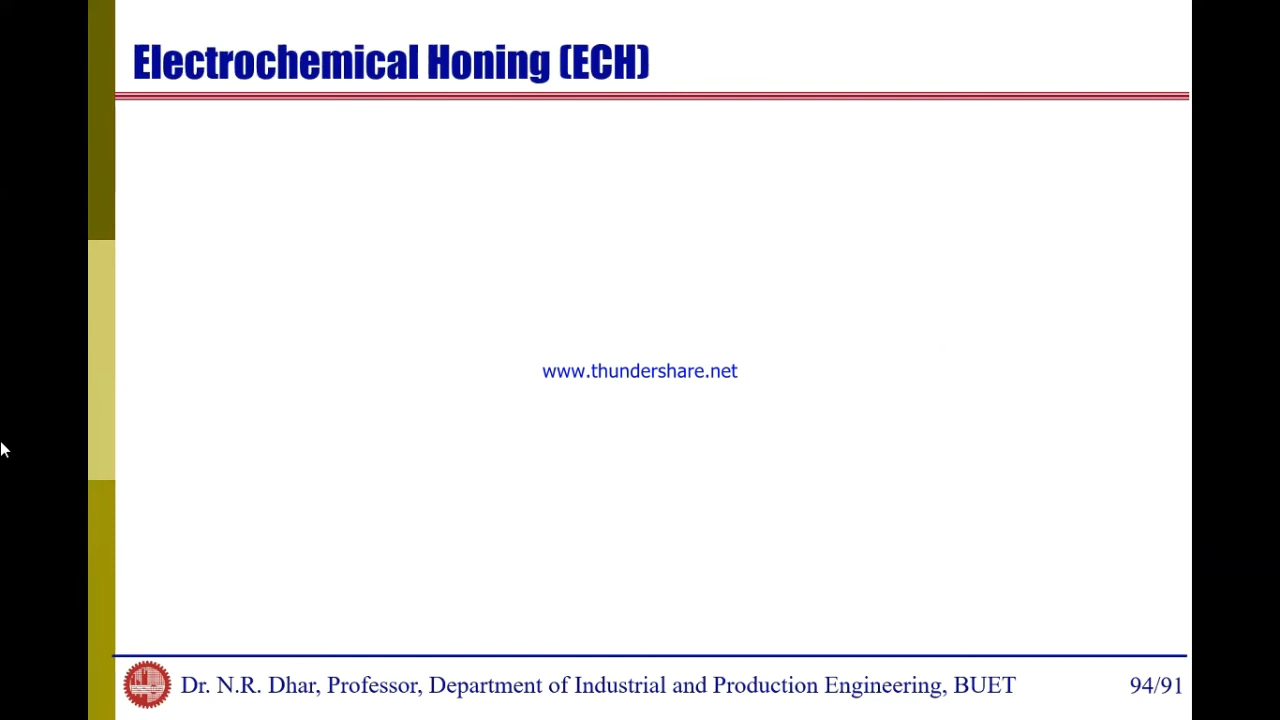 Electrochemical Honing (ECH)
www.thundershare.net
Dr. N.R. Dhar, Professor, Department of Industrial and Production Engineering, BUET 94/91